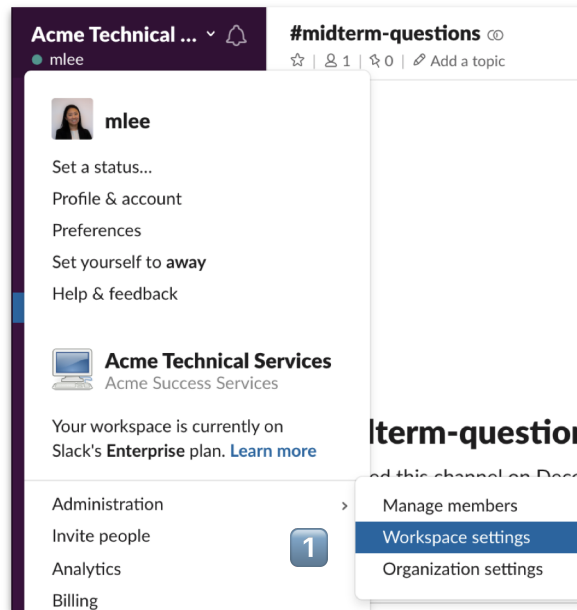 Acme Technical ...
#midterm-questions
mlee
1 | 0 | Add a topic
mlee
Set a status...
Profile & account
Preferences
Set yourself to away
Help & feedback
Acme Technical Services
Acme Success Services
Your workspace is currently on
Slack's Enterprise plan. Learn more
Administration
Invite people
Analytics
Billing
1
Manage members
Workspace settings
Organization settings